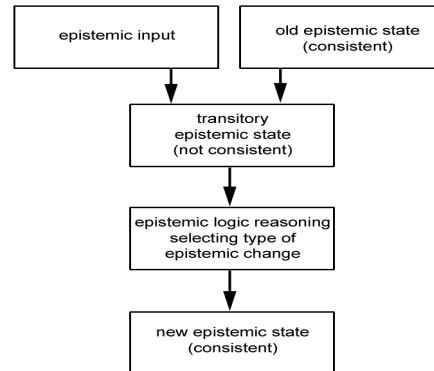 epistemic input
old epistemic state
(consistent)
transitory
epistemic state
(not consistent)
epistemic logic reasoning
selecting type of
epistemic change
new epistemic state
(consistent)